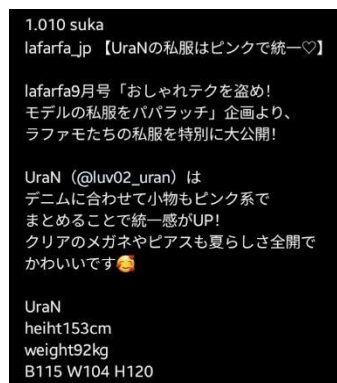 1.010 suka
lafarfa_jp 【UraNの私服はピンクで統一♡】
lafarfa9月号「おしゃれテクを盗め！
モデルの私服をパパラッチ」企画より、
ラファモたちの私服を特別に大公開！
UraN（@luv02_uran）は
デニムに合わせて小物もピンク系で
まとめることで統一感がUP！
クリアのメガネやピアスも夏らしさ全開で
かわいいです🥰
UraN
heiht153cm
weight92kg
B115 W104 H120